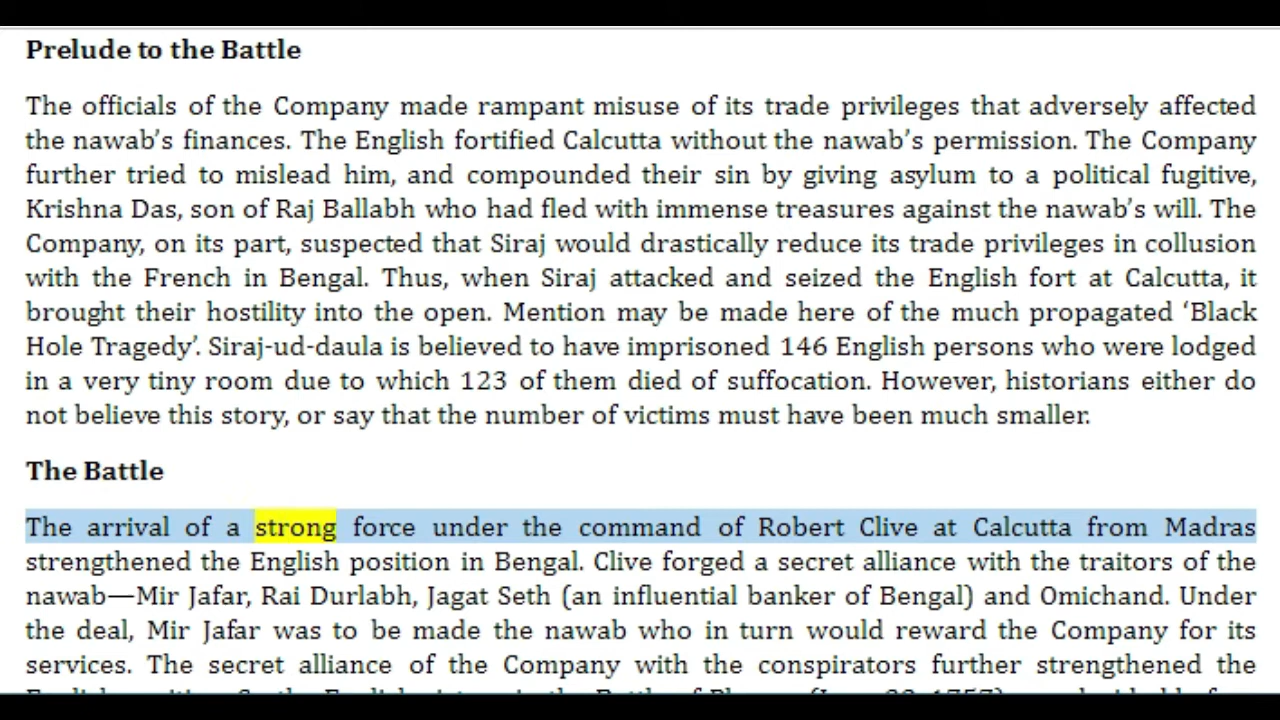 Prelude to the Battle
The officials of the Company made rampant misuse of its trade privileges that adversely affected
the nawab’s finances. The English fortified Calcutta without the nawab’s permission. The Company
further tried to mislead him, and compounded their sin by giving asylum to a political fugitive,
Krishna Das, son of Raj Ballabh who had fled with immense treasures against the nawab’s will. The
Company, on its part, suspected that Siraj would drastically reduce its trade privileges in collusion
with the French in Bengal. Thus, when Siraj attacked and seized the English fort at Calcutta, it
brought their hostility into the open. Mention may be made here of the much propagated ‘Black
Hole Tragedy’. Siraj-ud-daula is believed to have imprisoned 146 English persons who were lodged
in a very tiny room due to which 123 of them died of suffocation. However, historians either do
not believe this story, or say that the number of victims must have been much smaller.
The Battle
The arrival of a strong force under the command of Robert Clive at Calcutta from Madras
strengthened the English position in Bengal. Clive forged a secret alliance with the traitors of the
nawab—Mir Jafar, Rai Durlabh, Jagat Seth (an influential banker of Bengal) and Omichand. Under
the deal, Mir Jafar was to be made the nawab who in turn would reward the Company for its
services. The secret alliance of the Company with the conspirators further strengthened the